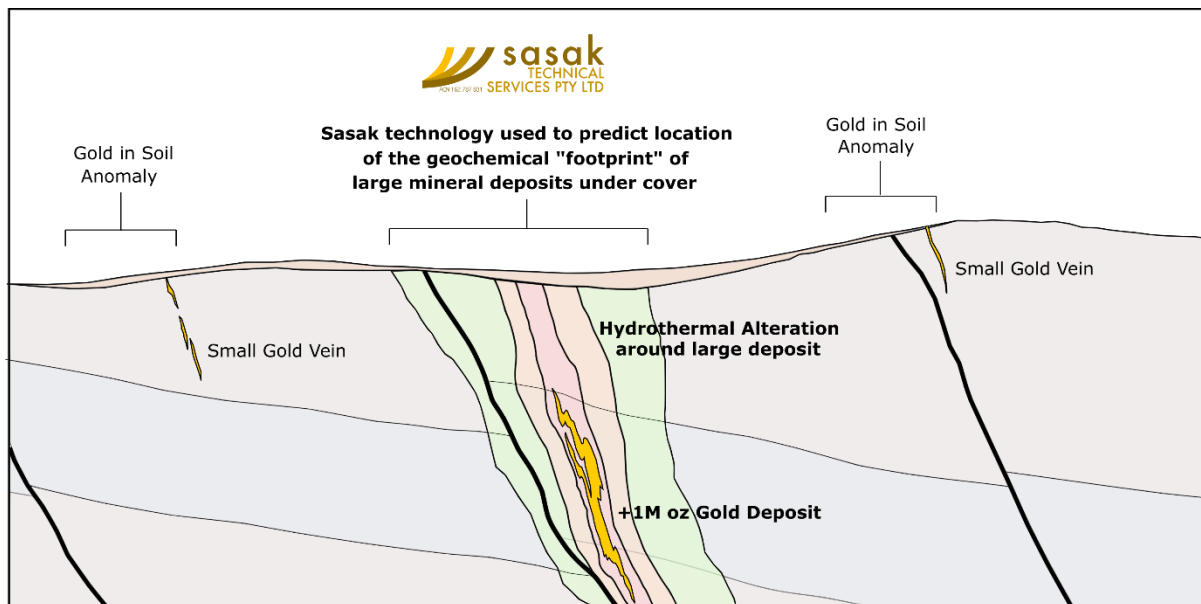 sasak
TECHNICAL
SERVICES PTY LTD
Sasak technology used to predict location
of the geochemical "footprint" of
large mineral deposits under cover
Gold in Soil
Anomaly
Gold in Soil
Anomaly
Small Gold Vein
Small Gold Vein
Hydrothermal Alteration
around large deposit
+1M oz Gold Deposit